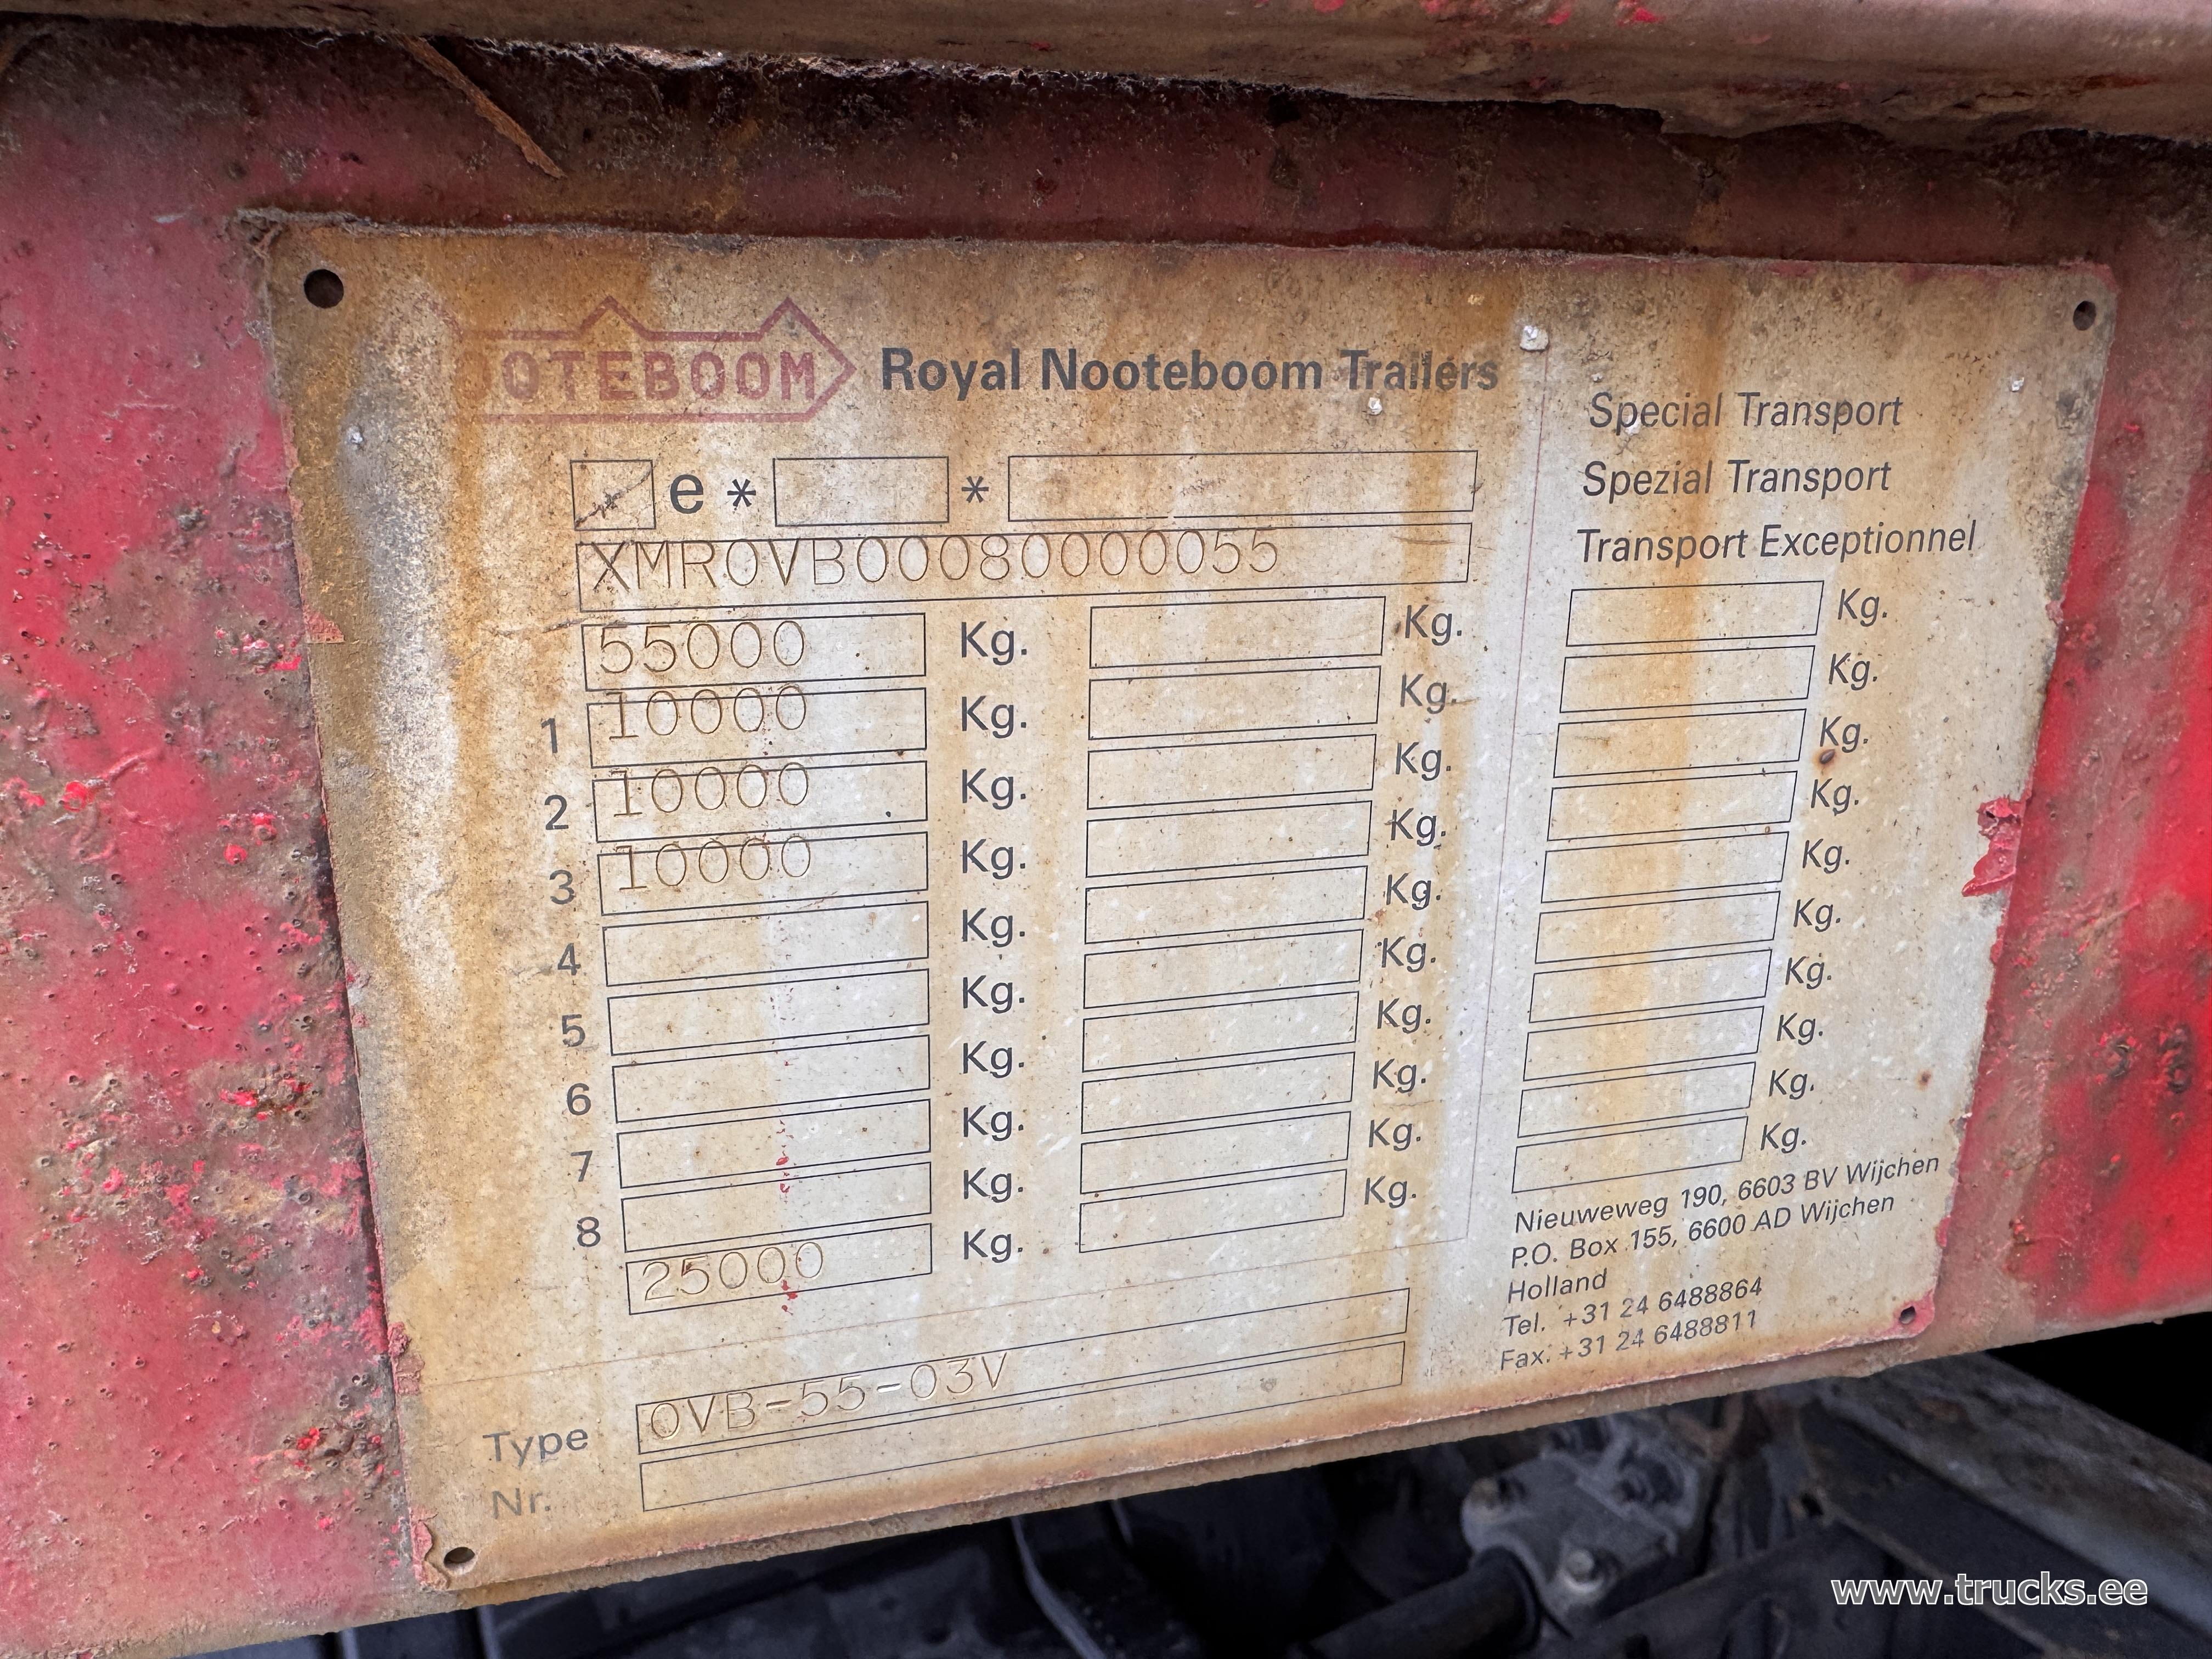 NOOTEBOOM Royal Nooteboom Trailers
e * *
XMROVB00080000055
55000 Kg. Kg.
1 10000 Kg. Kg.
2 10000 Kg. Kg.
3 10000 Kg. Kg.
4 Kg. Kg.
5 Kg. Kg.
6 Kg. Kg.
7 Kg. Kg.
8 Kg. Kg.
25000 Kg. Kg.
Type OVB-55-03V
Nr.
Special Transport
Spezial Transport
Transport Exceptionnel
Kg.
Kg.
Kg.
Kg.
Kg.
Kg.
Kg.
Kg.
Kg.
Kg.
Nieuweweg 190, 6603 BV Wijchen
P.O. Box 155, 6600 AD Wijchen
Holland
Tel. +31 24 6488864
Fax. +31 24 6488811
www.trucks.ee